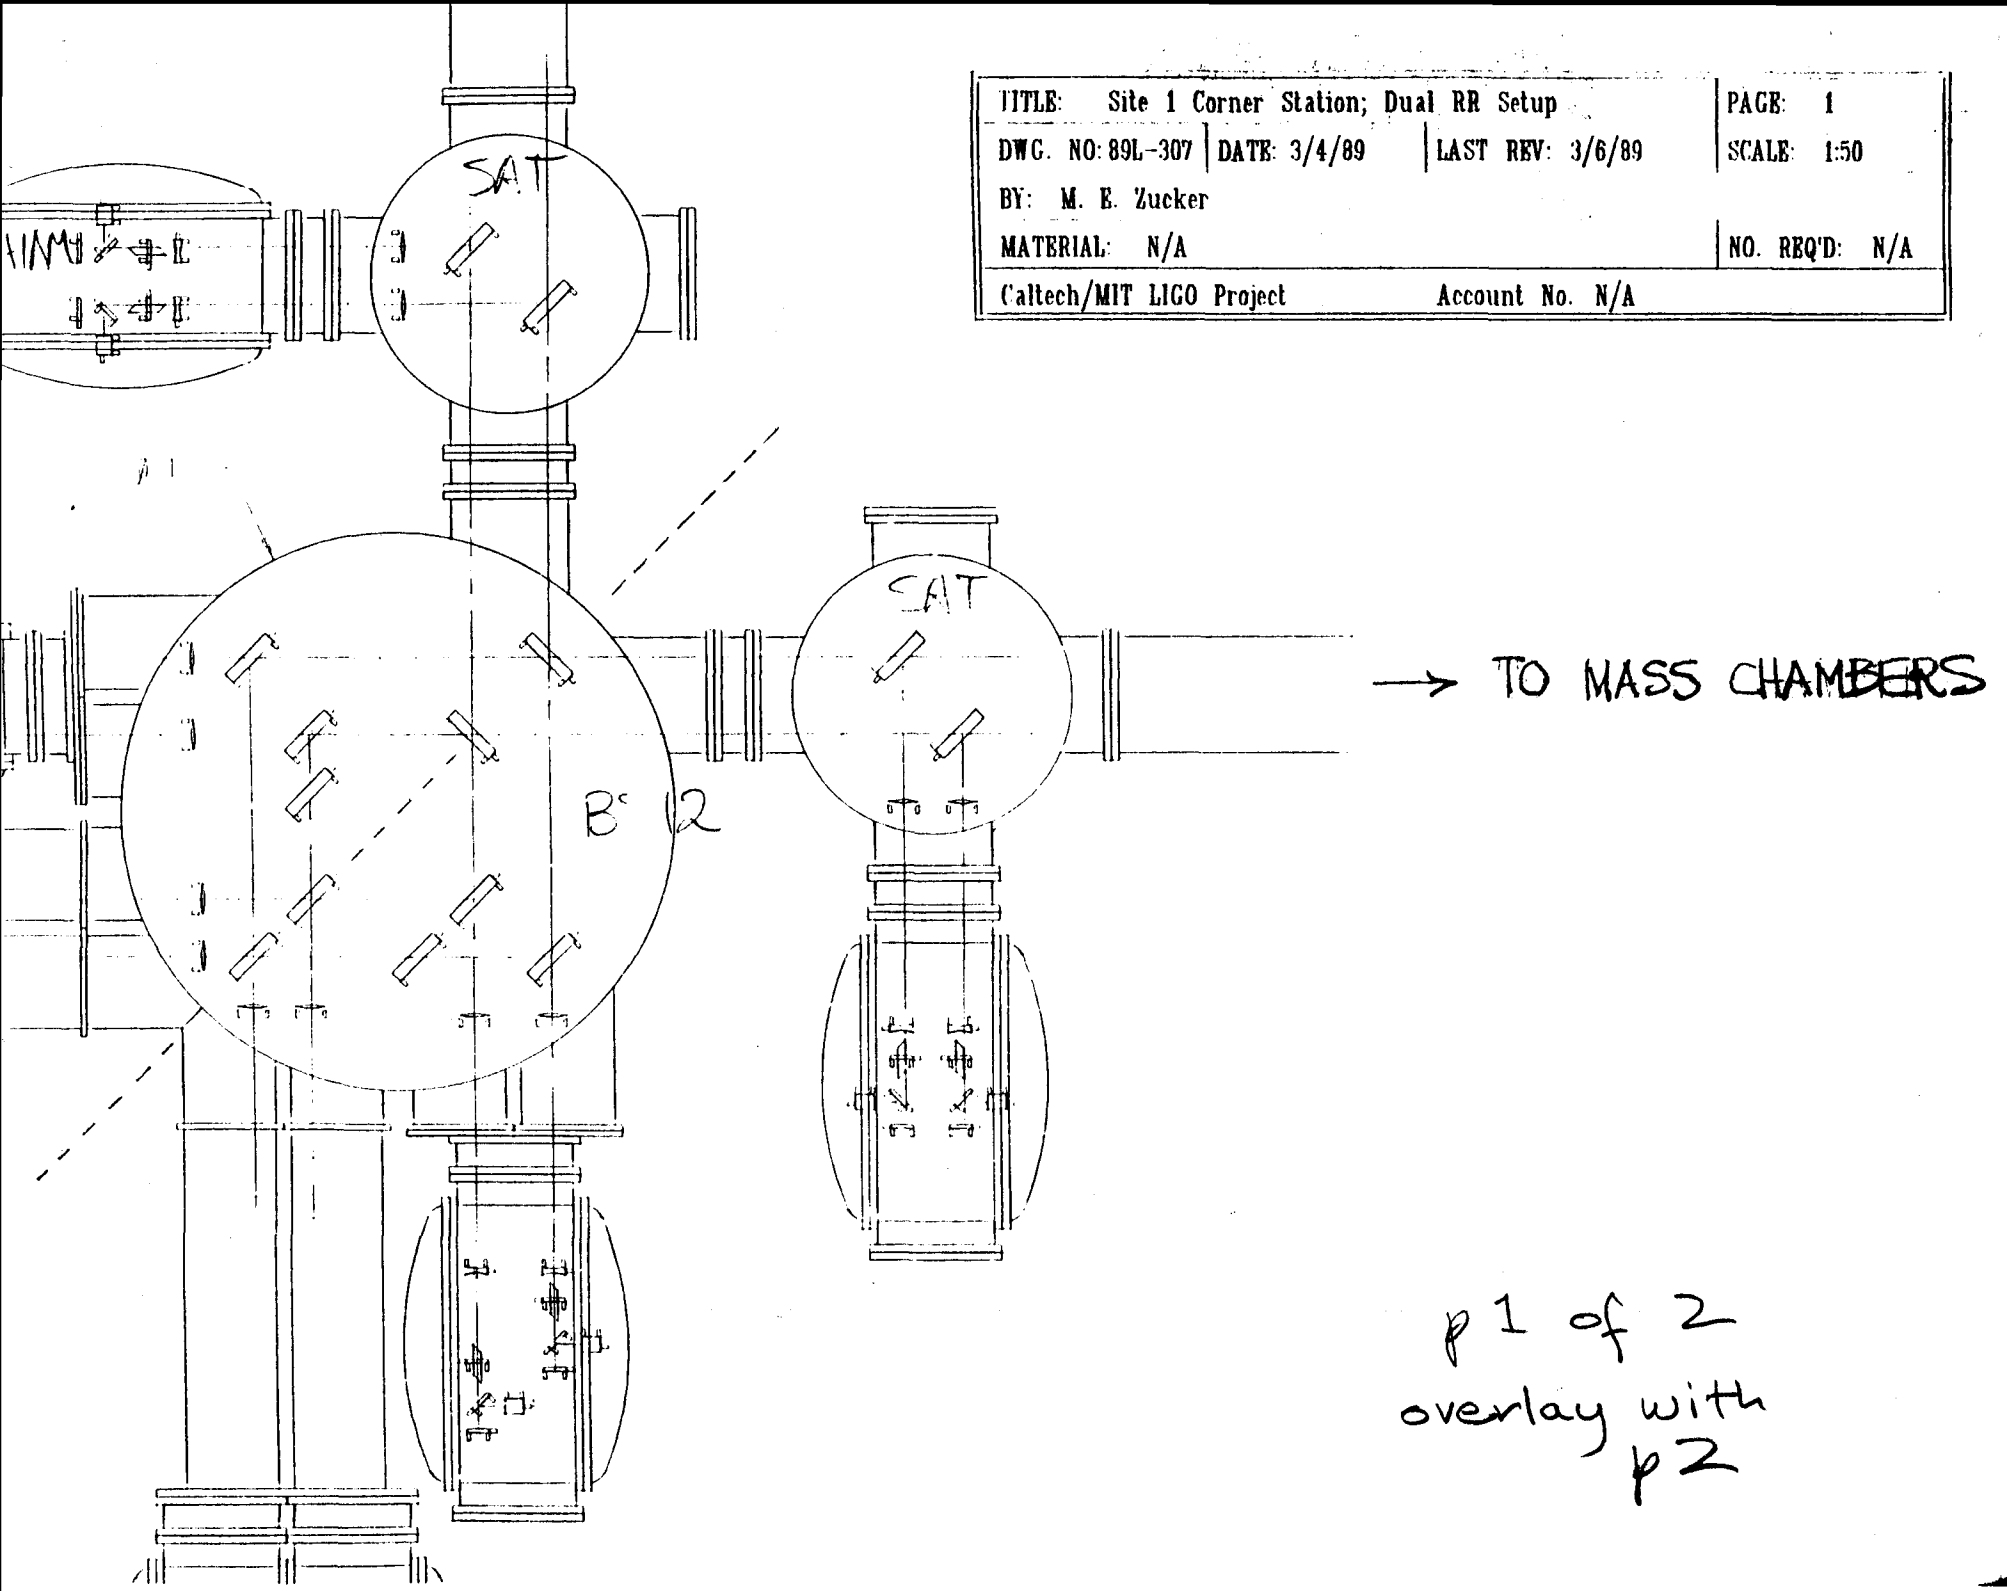 TITLE: Site 1 Corner Station; Dual RR Setup PAGE: 1
DWG. NO: 89L-307 DATE: 3/4/89 LAST REV: 3/6/89 SCALE: 1:50
BY: M. E. Zucker
MATERIAL: N/A NO. REQ'D: N/A
Caltech/MIT LIGO Project Account No. N/A
SAT
SAT
→ TO MASS CHAMBERS
12
p 1 of 2
overlay with
p2